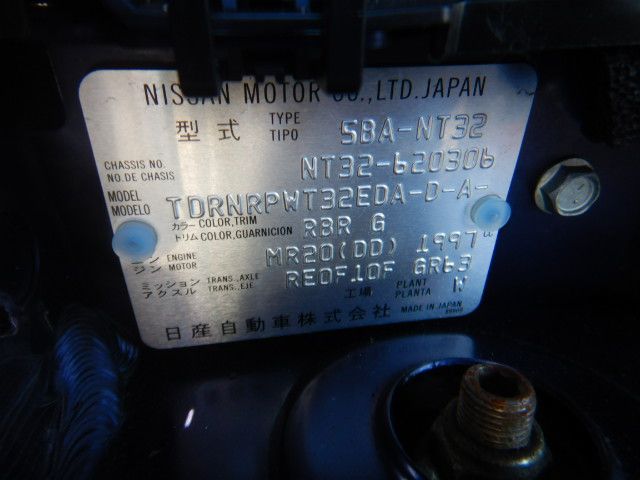 NISSAN MOTOR CO.,LTD. JAPAN
型式 TYPE TIPO 5BA-NT32
CHASSIS NO. NO. DE CHASIS NT32-620306
MODEL MODELO TDRNRPWT32EDA-D-A-
カラー COLOR, TRIM トリム COLOR, GUARNICION RBR G
ENGINE ジン MOTOR MR20(DD) 1997
ミッション TRANS., AXLE アクスル TRANS., EJE RE0F10F GR63
工場 PLANT PLANTA W
日産自動車株式会社 MADE IN JAPAN